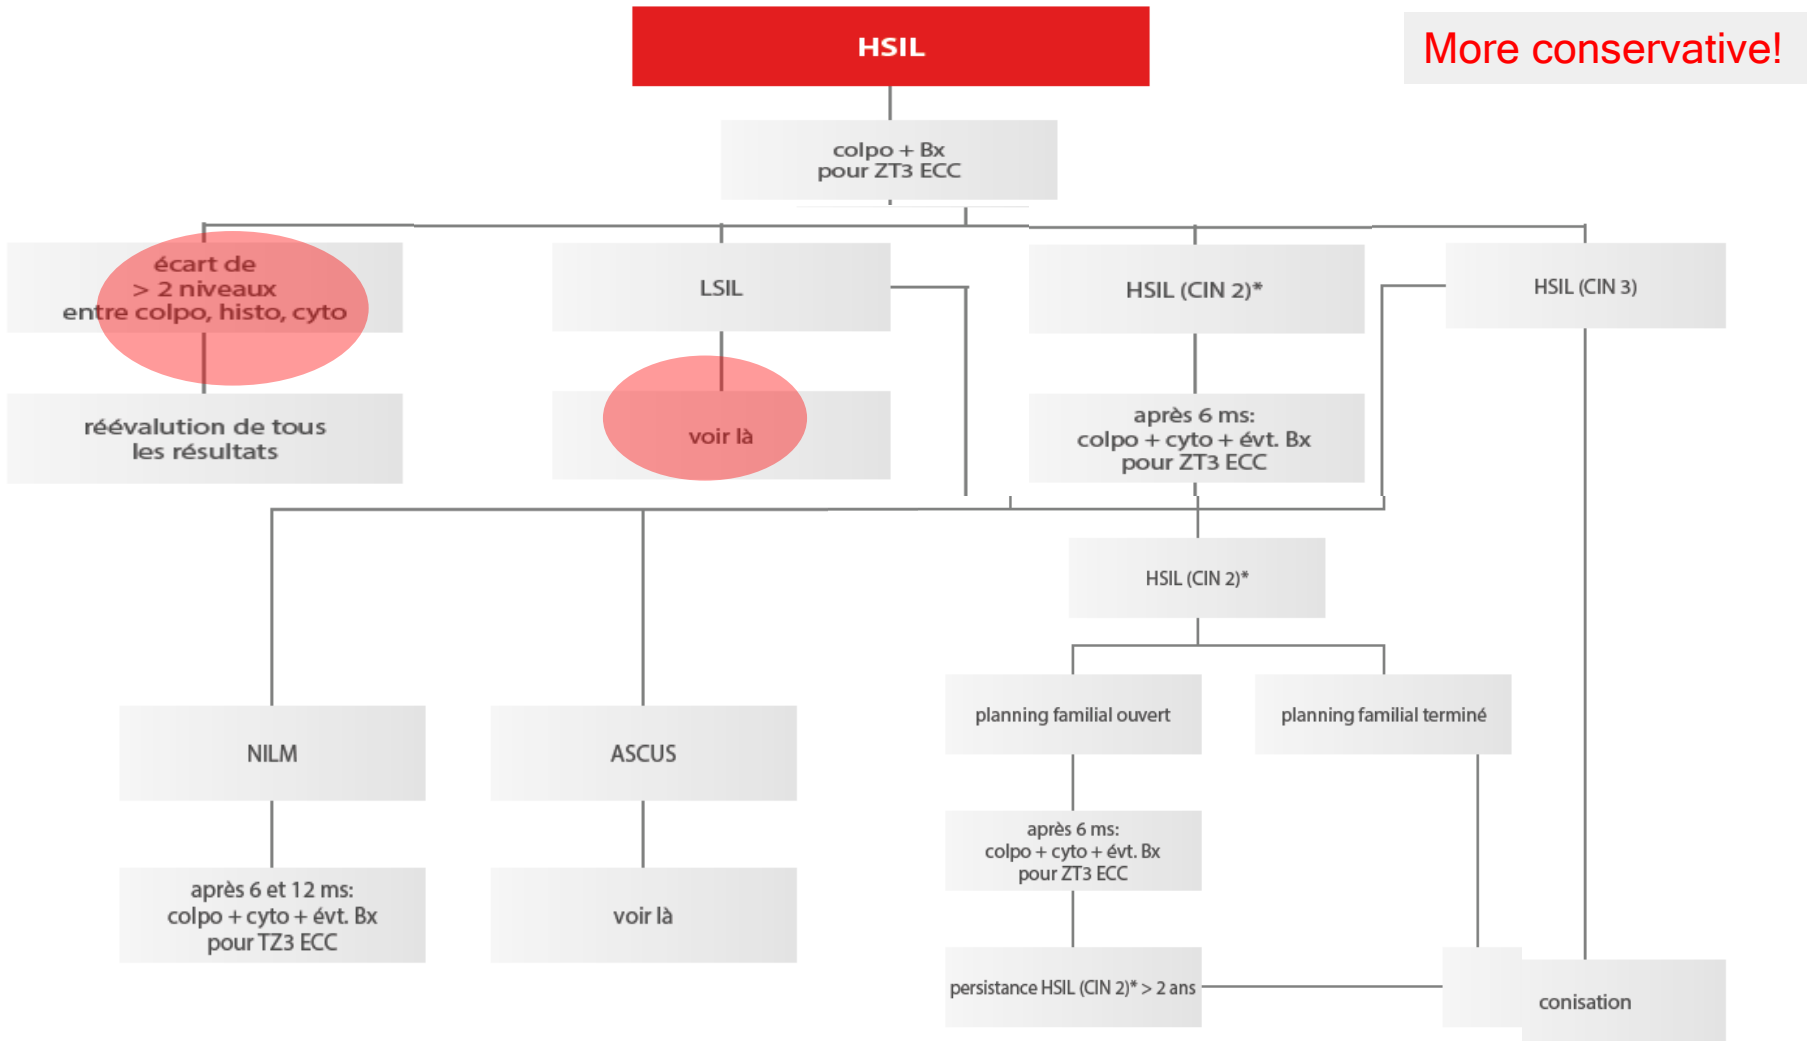 HSIL
More conservative!
colpo + Bx
pour ZT3 ECC
écart de
> 2 niveaux
entre colpo, histo, cyto
LSIL
HSIL (CIN 2)*
HSIL (CIN 3)
réévalution de tous
les résultats
voir là
après 6 ms:
colpo + cyto + évt. Bx
pour ZT3 ECC
HSIL (CIN 2)*
planning familial ouvert
planning familial terminé
NILM
ASCUS
après 6 ms:
colpo + cyto + évt. Bx
pour ZT3 ECC
après 6 et 12 ms:
colpo + cyto + évt. Bx
pour TZ3 ECC
voir là
persistance HSIL (CIN 2)* > 2 ans
conisation